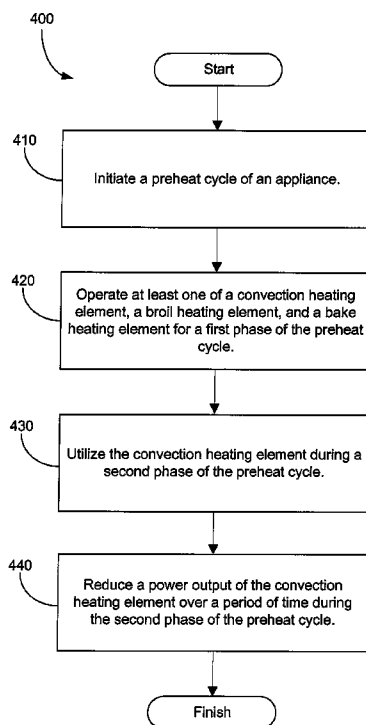 400
Start
410
Initiate a preheat cycle of an appliance.
420
Operate at least one of a convection heating
element, a broil heating element, and a bake
heating element for a first phase of the preheat
cycle.
430
Utilize the convection heating element during a
second phase of the preheat cycle.
440
Reduce a power output of the convection
heating element over a period of time during
the second phase of the preheat cycle.
Finish